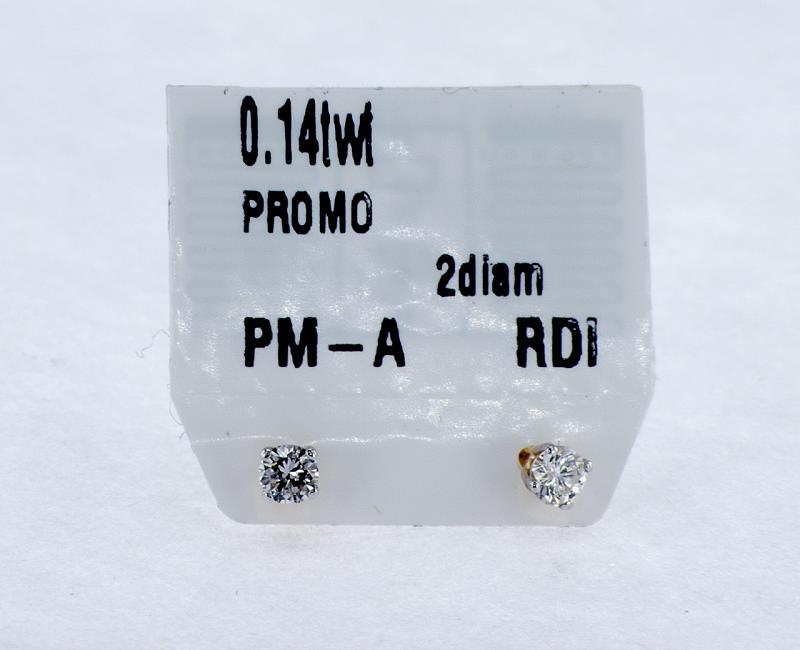 0.14twt
PROMO
2diam
PM-A RDI